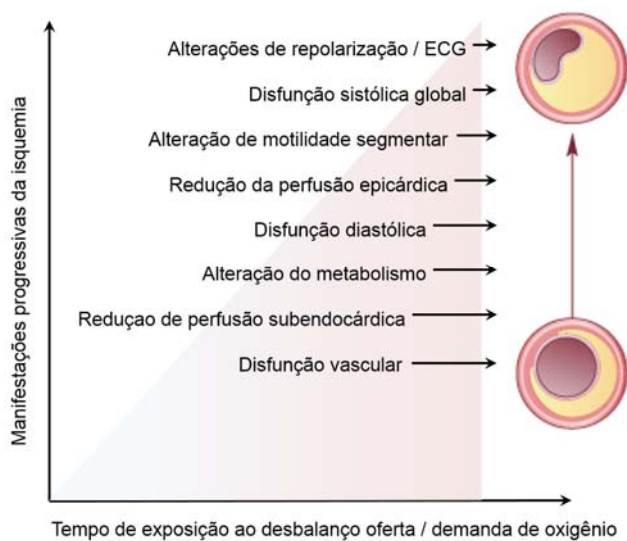 Manifestações progressivas da isquemia
Alterações de repolarização / ECG
Disfunção sistólica global
Alteração de motilidade segmentar
Redução da perfusão epicárdica
Disfunção diastólica
Alteração do metabolismo
Reduçao de perfusão subendocárdica
Disfunção vascular
Tempo de exposição ao desbalanço oferta / demanda de oxigênio